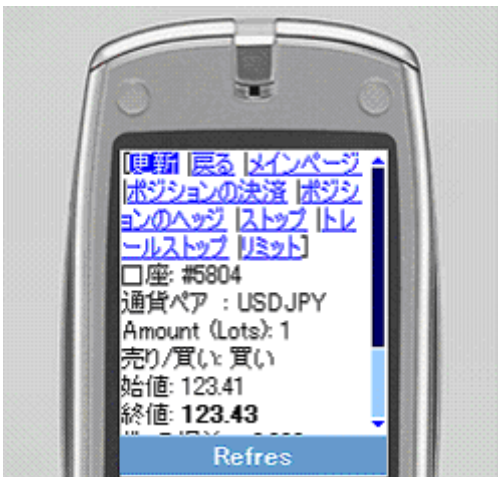 [更新 |戻る |メインページ
|ポジションの決済 |ポジシ
ョンのヘッジ |ストップ |トレ
ールストップ |リミット]
口座: #5804
通貨ペア : USDJPY
Amount (Lots): 1
売り/買い: 買い
始値: 123.41
終値: 123.43
Refres